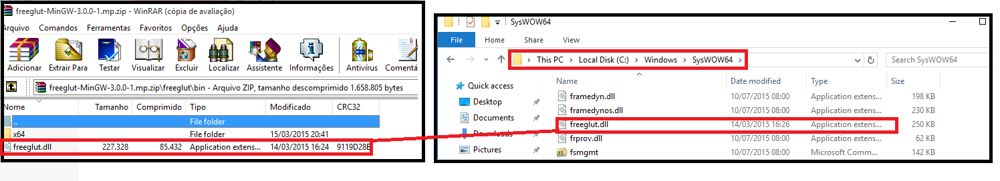 freeglut-MinGW-3.0.0-1.mp.zip - WinRAR (cópia de avaliação)
Arquivo Comandos Ferramentas Favoritos Opções Ajuda
Adicionar Extrair Para Testar Visualizar Excluir Localizar Assistente Informações Antivírus Comentá
freeglut-MinGW-3.0.0-1.mp.zip\freeglut\bin - Arquivo ZIP, tamanho descomprimido 1.658.805 bytes
Nome Tamanho Comprimido Tipo Modificado CRC32
.. File folder
x64 File folder 15/03/2015 20:41
freeglut.dll 227.328 85.432 Application extens... 14/03/2015 16:24 9119D28E
SysWOW64
File Home Share View
This PC Local Disk (C:) Windows SysWOW64 Search SysWOW64
Quick access
Desktop
Documents
Downloads
Pictures
Name Date modified Type Size
framedyn.dll 10/07/2015 08:00 Application extens... 198 KB
framedynos.dll 10/07/2015 08:00 Application extens... 230 KB
freeglut.dll 14/03/2015 16:26 Application extens... 250 KB
frprov.dll 10/07/2015 08:00 Application extens... 62 KB
fsmgmt 10/07/2015 08:00 Microsoft Comm... 142 KB